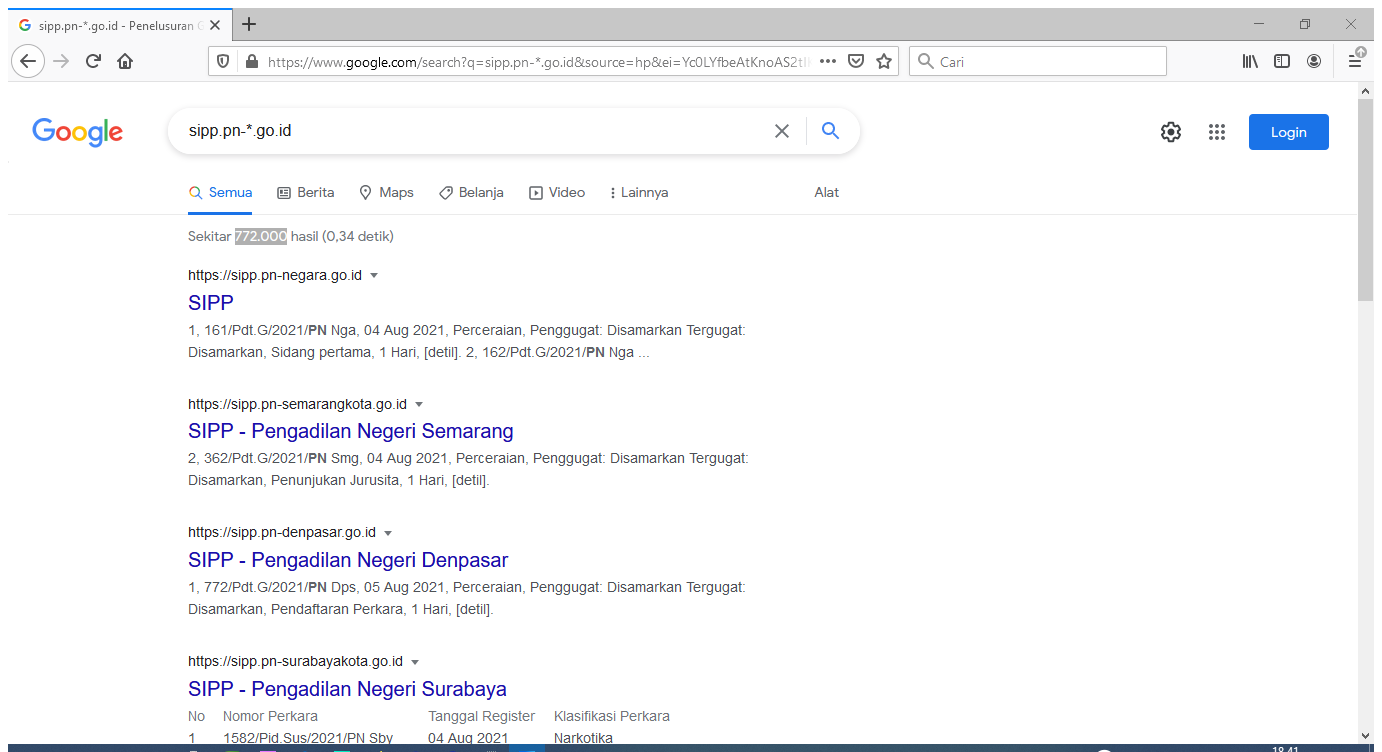 sipp.pn-*.go.id - Penelusuran G
https://www.google.com/search?q=sipp.pn-*.go.id&source=hp&ei=Yc0LYfbeAtKnoAS2tI
Cari
Google
sipp.pn-*.go.id
Login
Semua Berita Maps Belanja Video Lainnya Alat
Sekitar 772.000 hasil (0,34 detik)
https://sipp.pn-negara.go.id
SIPP
1, 161/Pdt.G/2021/PN Nga, 04 Aug 2021, Perceraian, Penggugat: Disamarkan Tergugat:
Disamarkan, Sidang pertama, 1 Hari, [detil]. 2, 162/Pdt.G/2021/PN Nga ...
https://sipp.pn-semarangkota.go.id
SIPP - Pengadilan Negeri Semarang
2, 362/Pdt.G/2021/PN Smg, 04 Aug 2021, Perceraian, Penggugat: Disamarkan Tergugat:
Disamarkan, Penunjukan Jurusita, 1 Hari, [detil].
https://sipp.pn-denpasar.go.id
SIPP - Pengadilan Negeri Denpasar
1, 772/Pdt.G/2021/PN Dps, 05 Aug 2021, Perceraian, Penggugat: Disamarkan Tergugat:
Disamarkan, Pendaftaran Perkara, 1 Hari, [detil].
https://sipp.pn-surabayakota.go.id
SIPP - Pengadilan Negeri Surabaya
No Nomor Perkara Tanggal Register Klasifikasi Perkara
1 1582/Pid.Sus/2021/PN Sby 04 Aug 2021 Narkotika
18.41